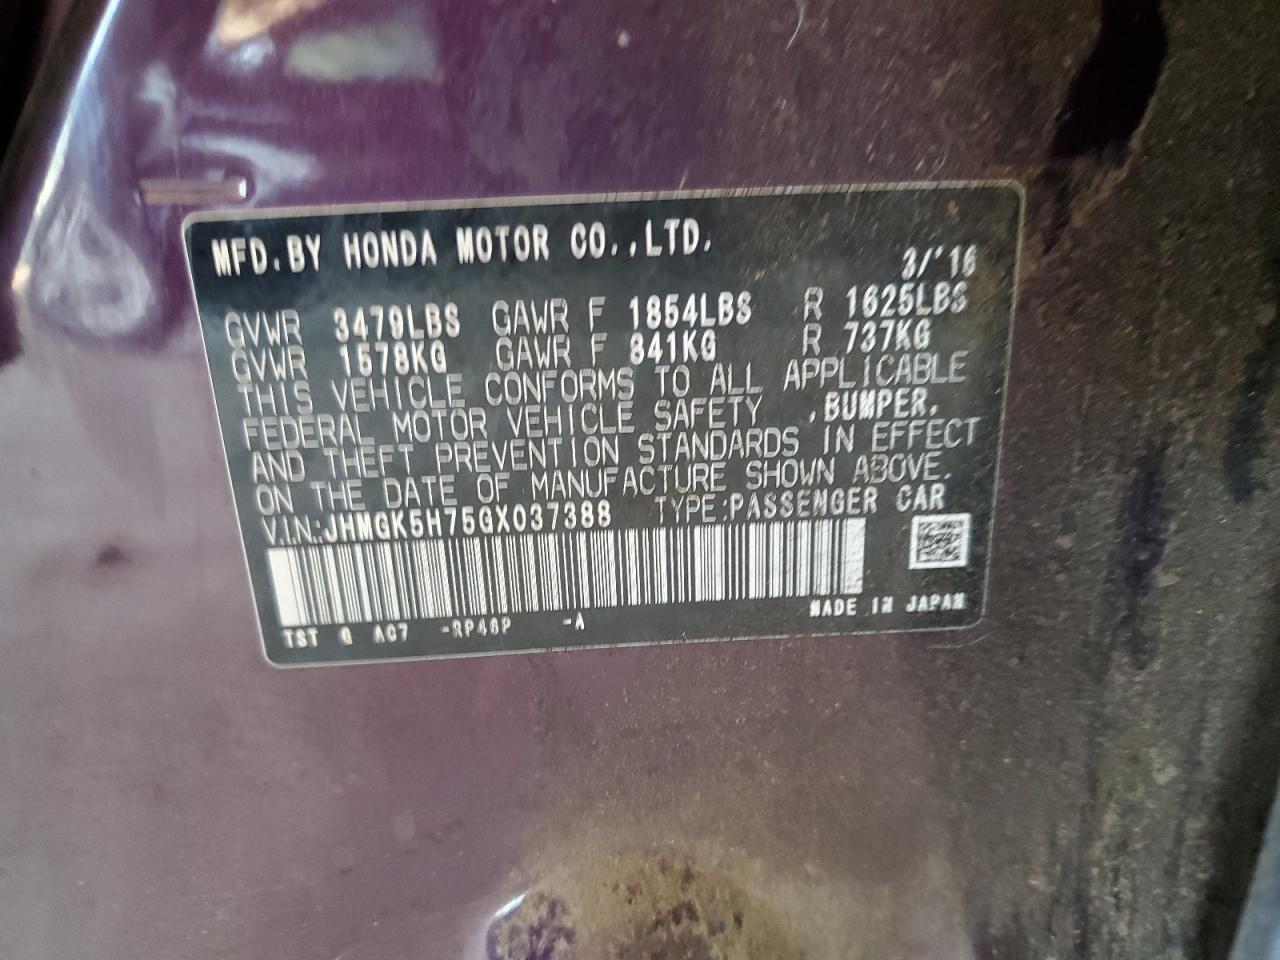 MFD. BY HONDA MOTOR CO.,LTD.
3/'16
GVWR 3479LBS GAWR F 1854LBS R 1625LBS
GVWR 1578KG GAWR F 841KG R 737KG
THIS VEHICLE CONFORMS TO ALL APPLICABLE
FEDERAL MOTOR VEHICLE SAFETY ,BUMPER,
AND THEFT PREVENTION STANDARDS IN EFFECT
ON THE DATE OF MANUFACTURE SHOWN ABOVE.
V.I.N.:JHMGK5H75GX037388 TYPE:PASSENGER CAR
MADE IN JAPAN
TST G AC7 -RP46P -A